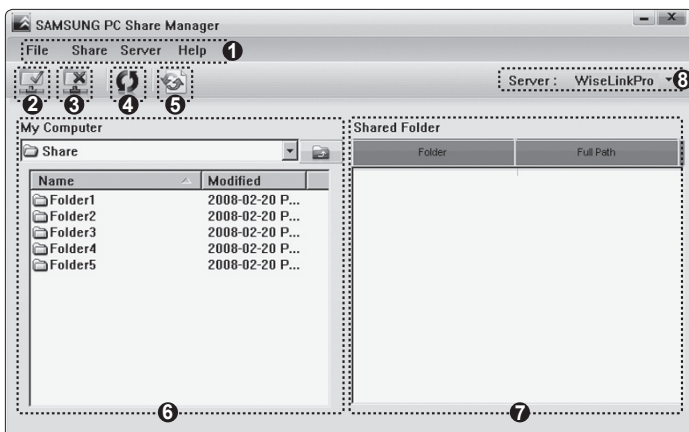 SAMSUNG PC Share Manager
File Share Server Help 1
2 3 4 5
Server : WiseLinkPro 8
My Computer
Share
Name Modified
Folder1 2008-02-20 P...
Folder2 2008-02-20 P...
Folder3 2008-02-20 P...
Folder4 2008-02-20 P...
Folder5 2008-02-20 P...
6
Shared Folder
Folder Full Path
7